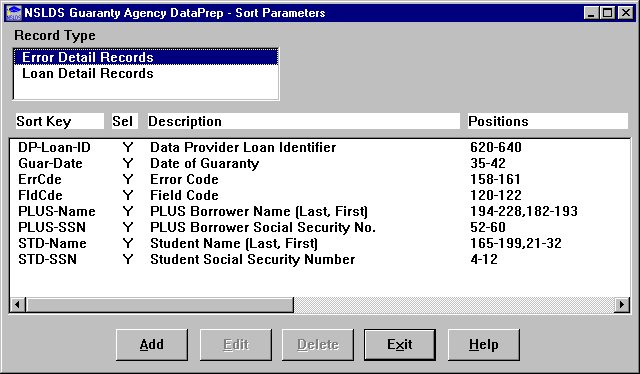 NSLDS Guaranty Agency DataPrep - Sort Parameters
Record Type
Error Detail Records
Loan Detail Records
Sort Key Sel Description Positions
DP-Loan-ID Y Data Provider Loan Identifier 620-640
Guar-Date Y Date of Guaranty 35-42
ErrCde Y Error Code 158-161
FldCde Y Field Code 120-122
PLUS-Name Y PLUS Borrower Name (Last, First) 194-228,182-193
PLUS-SSN Y PLUS Borrower Social Security No. 52-60
STD-Name Y Student Name (Last, First) 165-199,21-32
STD-SSN Y Student Social Security Number 4-12
Add Edit Delete Exit Help